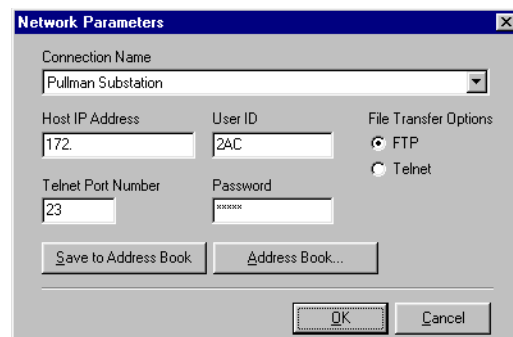 Network Parameters
Connection Name
Pullman Substation
Host IP Address
User ID
File Transfer Options
172.
2AC
FTP
Telnet
Telnet Port Number
Password
23
*****
Save to Address Book
Address Book...
OK
Cancel